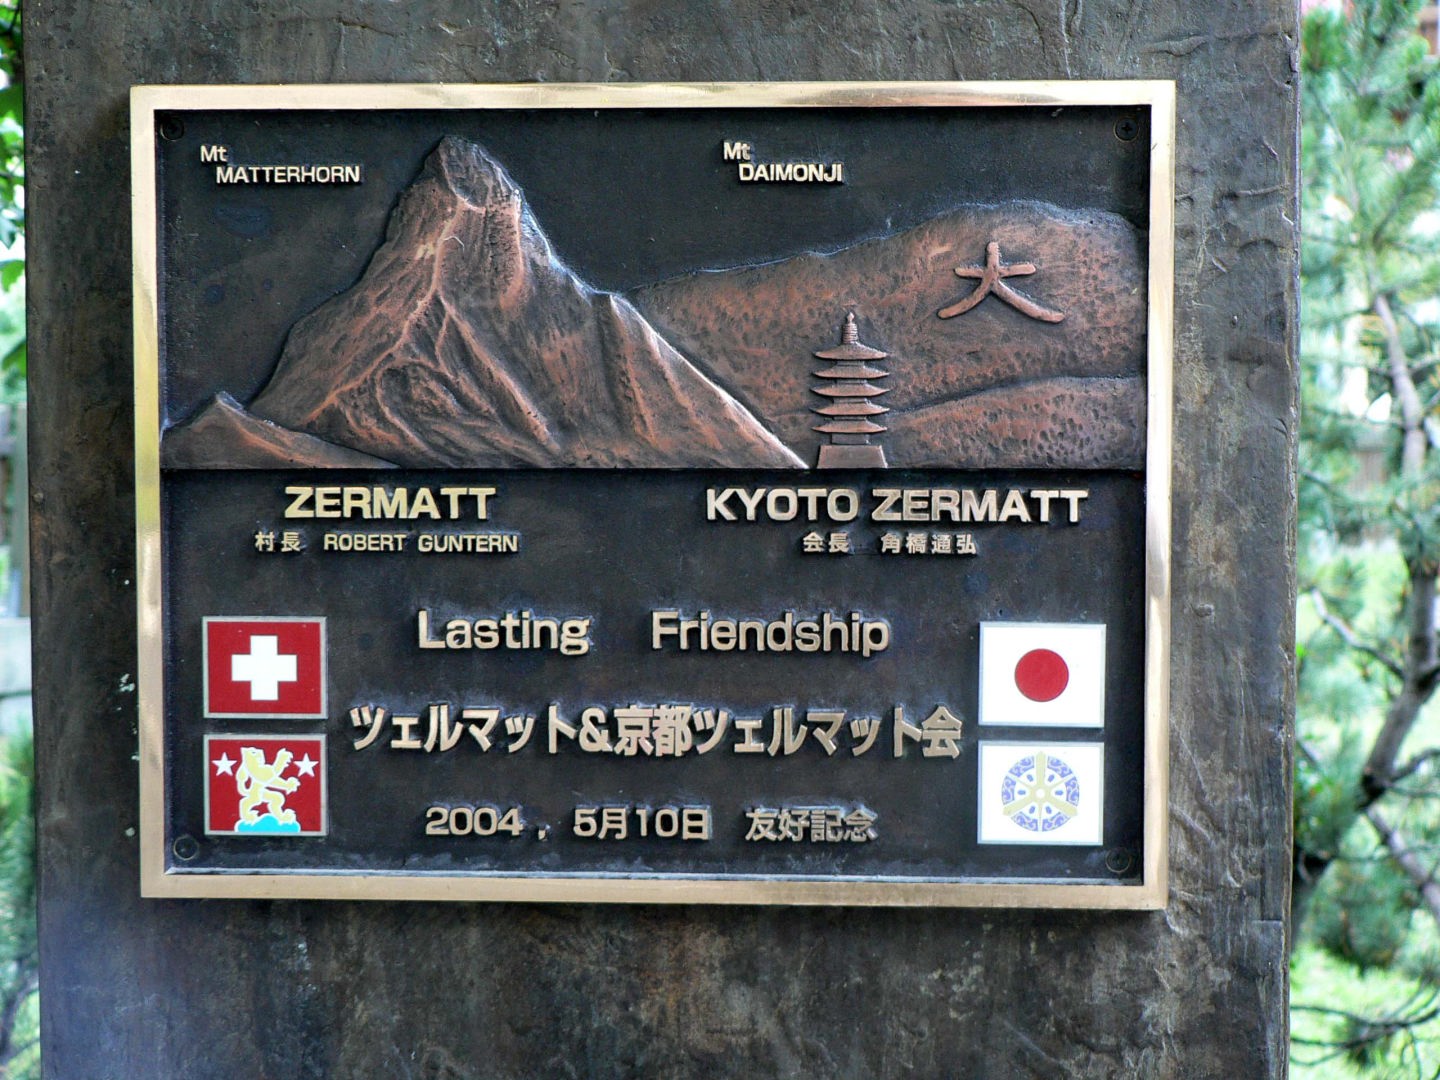 Mt
MATTERHORN
Mt
DAIMONJI
大
ZERMATT
村長 ROBERT GUNTERN
KYOTO ZERMATT
会長 角橋通弘
Lasting Friendship
ツェルマット&京都ツェルマット会
2004 , 5月10日 友好記念